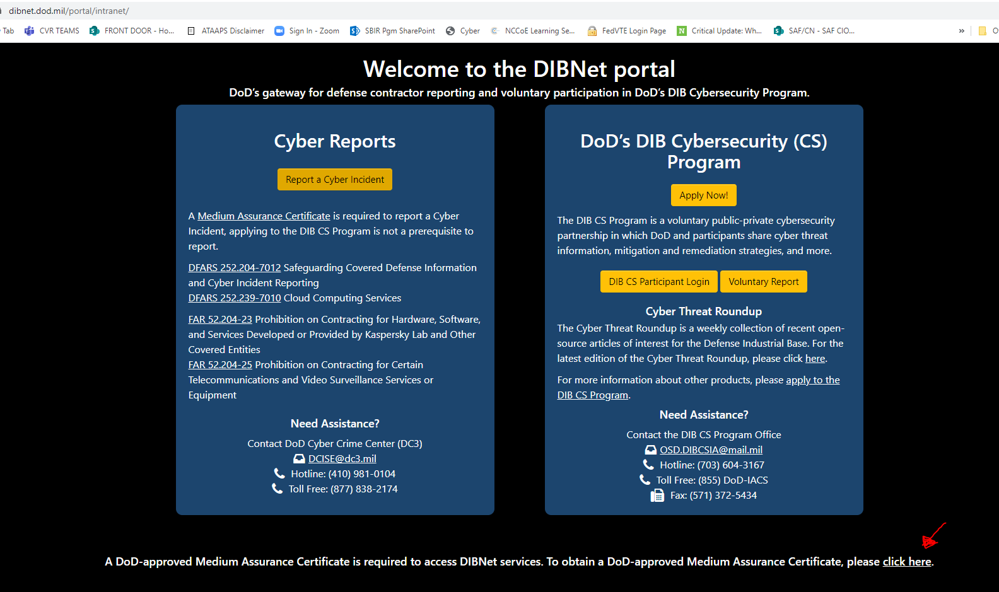 dibnet.dod.mil/portal/intranet/
Tab CVR TEAMS FRONT DOOR - Ho... ATAAPS Disclaimer Sign In - Zoom SBIR Pgm SharePoint Cyber NCCoE Learning Se... FedVTE Login Page Critical Update: Wh... SAF/CN - SAF CIO... »
Welcome to the DIBNet portal
DoD’s gateway for defense contractor reporting and voluntary participation in DoD’s DIB Cybersecurity Program.
Cyber Reports
Report a Cyber Incident
A Medium Assurance Certificate is required to report a Cyber
Incident, applying to the DIB CS Program is not a prerequisite to
report.
DFARS 252.204-7012 Safeguarding Covered Defense Information
and Cyber Incident Reporting
DFARS 252.239-7010 Cloud Computing Services
FAR 52.204-23 Prohibition on Contracting for Hardware, Software,
and Services Developed or Provided by Kaspersky Lab and Other
Covered Entities
FAR 52.204-25 Prohibition on Contracting for Certain
Telecommunications and Video Surveillance Services or
Equipment
Need Assistance?
Contact DoD Cyber Crime Center (DC3)
DCISE@dc3.mil
Hotline: (410) 981-0104
Toll Free: (877) 838-2174
DoD’s DIB Cybersecurity (CS)
Program
Apply Now!
The DIB CS Program is a voluntary public-private cybersecurity
partnership in which DoD and participants share cyber threat
information, mitigation and remediation strategies, and more.
DIB CS Participant Login Voluntary Report
Cyber Threat Roundup
The Cyber Threat Roundup is a weekly collection of recent open-
source articles of interest for the Defense Industrial Base. For the
latest edition of the Cyber Threat Roundup, please click here.
For more information about other products, please apply to the
DIB CS Program.
Need Assistance?
Contact the DIB CS Program Office
OSD.DIBCSIA@mail.mil
Hotline: (703) 604-3167
Toll Free: (855) DoD-IACS
Fax: (571) 372-5434
A DoD-approved Medium Assurance Certificate is required to access DIBNet services. To obtain a DoD-approved Medium Assurance Certificate, please click here.